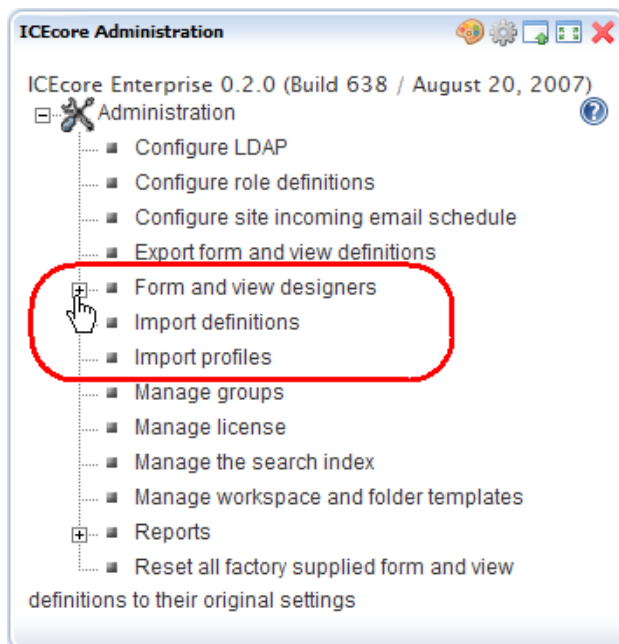 ICEcore Administration
ICEcore Enterprise 0.2.0 (Build 638 / August 20, 2007)
Administration
Configure LDAP
Configure role definitions
Configure site incoming email schedule
Export form and view definitions
Form and view designers
Import definitions
Import profiles
Manage groups
Manage license
Manage the search index
Manage workspace and folder templates
Reports
Reset all factory supplied form and view
definitions to their original settings